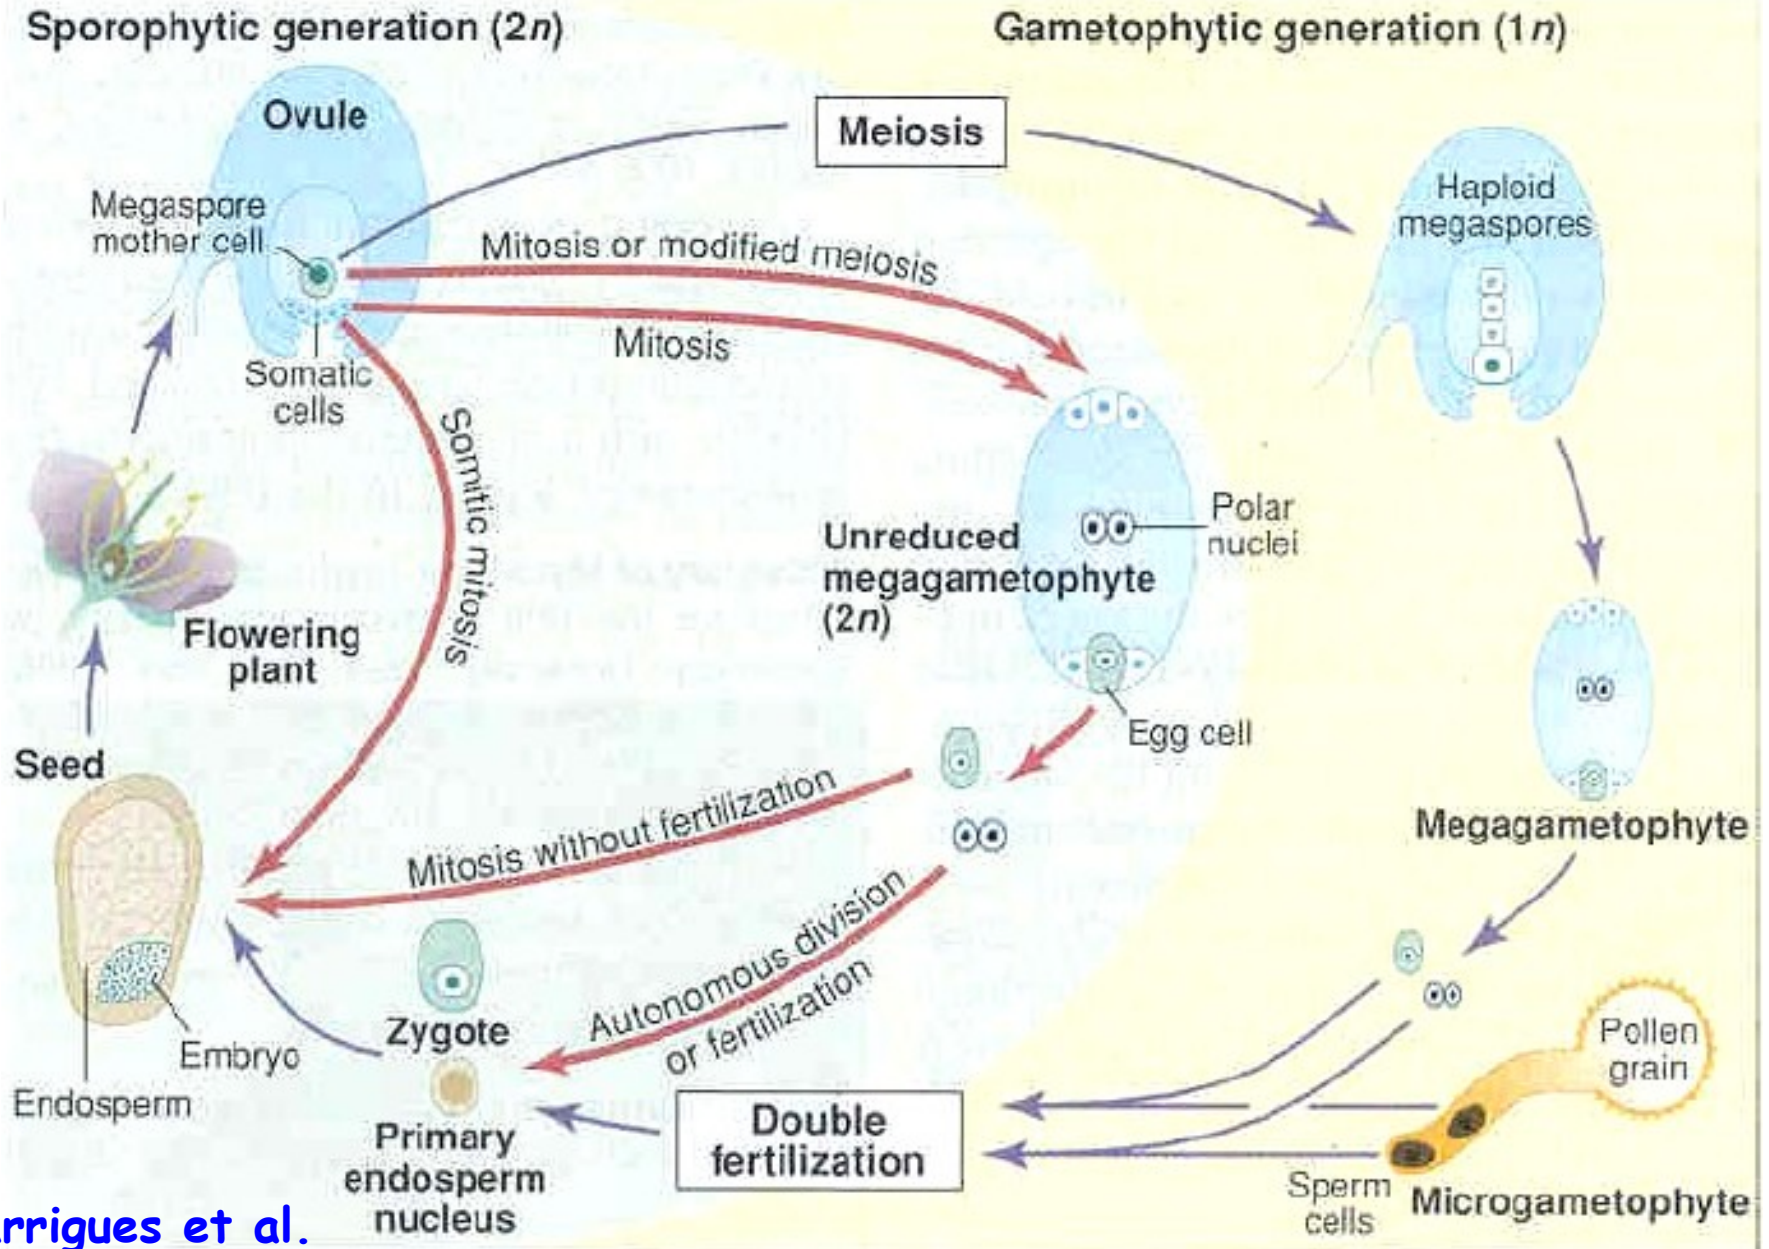 Sporophytic generation (2n)
Gametophytic generation (1n)
Ovule
Meiosis
Megaspore
mother cell
Haploid
megaspores
Mitosis or modified meiosis
Mitosis
Somatic
cells
Somitic mitosis
Polar
nuclei
Unreduced
megagametophyte
(2n)
Flowering
plant
Egg cell
Seed
Mitosis without fertilization
Megagametophyte
Autonomous division
or fertilization
Zygote
Embryo
Endosperm
Pollen
grain
Double
fertilization
Primary
endosperm
nucleus
Sperm
cells
Microgametophyte
rrigues et al.